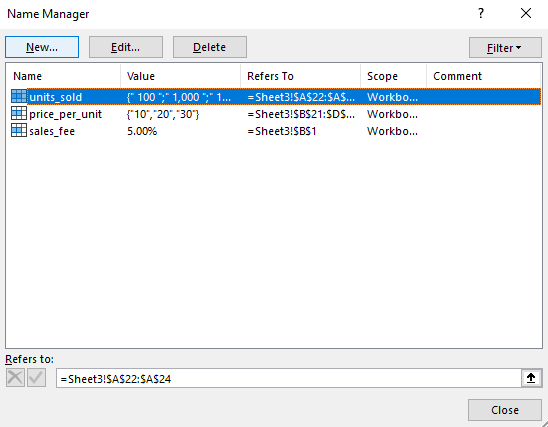 Name Manager ? ×
New... Edit... Delete Filter
Name Value Refers To Scope Comment
units_sold {" 100 ";" 1,000 ";" 1... =Sheet3!$A$22:$A$... Workbo...
price_per_unit {"10","20","30"} =Sheet3!$B$21:$D$... Workbo...
sales_fee 5.00% =Sheet3!$B$1 Workbo...
Refers to:
=Sheet3!$A$22:$A$24
Close